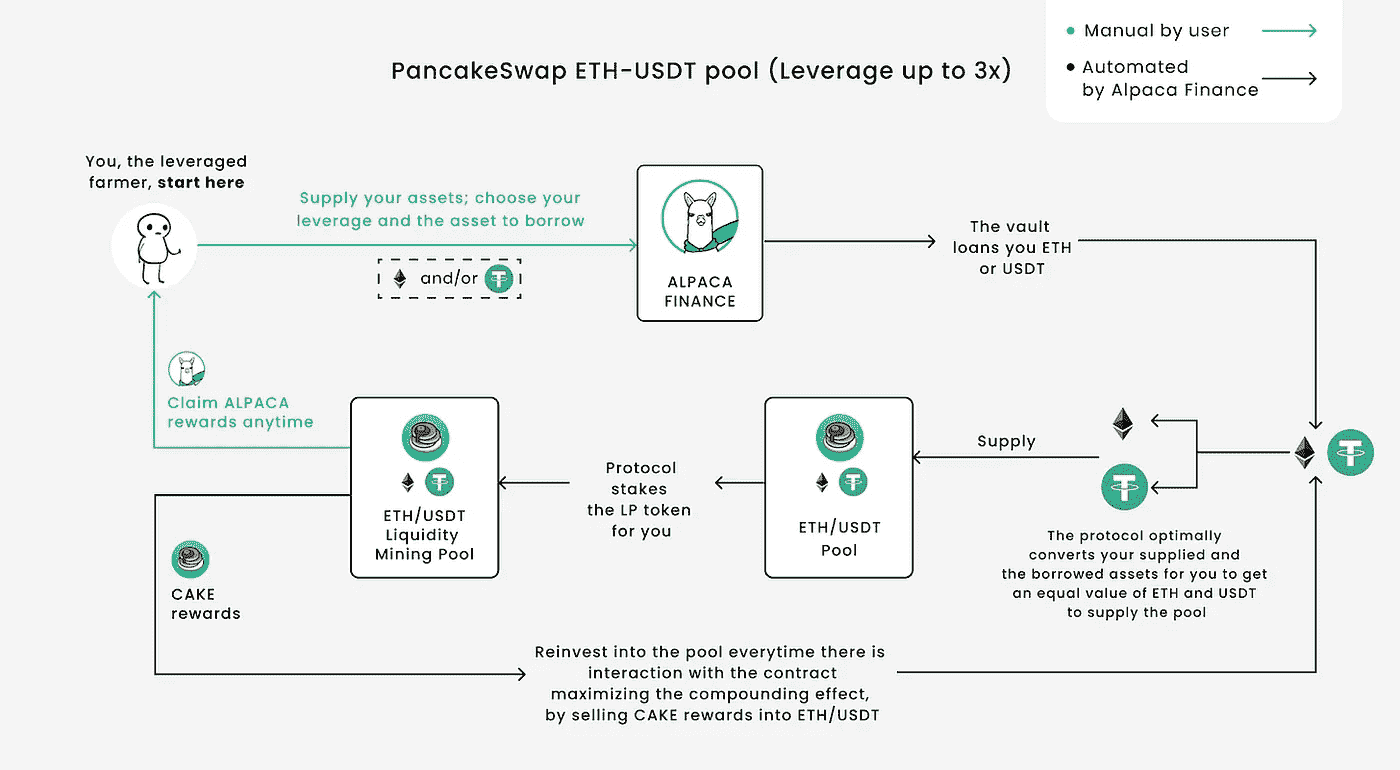 PancakeSwap ETH-USDT pool (Leverage up to 3x)
Manual by user
Automated
by Alpaca Finance
You, the leveraged
farmer, start here
Supply your assets; choose your
leverage and the asset to borrow
and/or
ALPACA
FINANCE
The vault
loans you ETH
or USDT
Claim ALPACA
rewards anytime
ETH/USDT
Liquidity
Mining Pool
Protocol
stakes
the LP token
for you
ETH/USDT
Pool
Supply
The protocol optimally
converts your supplied and
the borrowed assets for you to get
an equal value of ETH and USDT
to supply the pool
CAKE
rewards
Reinvest into the pool everytime there is
interaction with the contract
maximizing the compounding effect,
by selling CAKE rewards into ETH/USDT